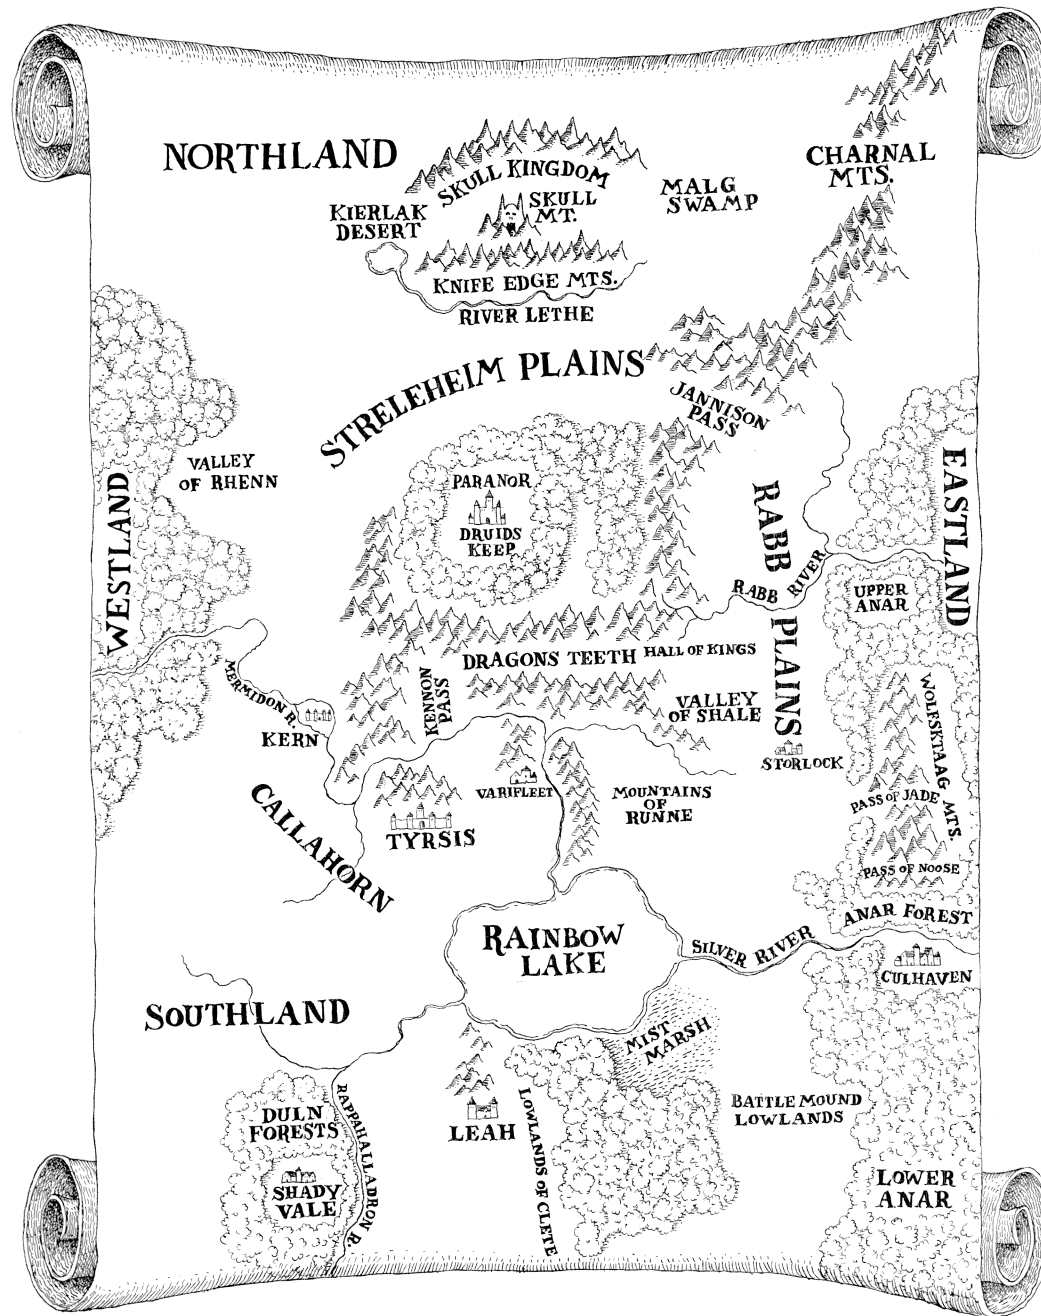 NORTHLAND
SKULL KINGDOM
SKULL
MT.
KIERLAK
DESERT
MALG
SWAMP
CHARNAL
MTS.
KNIFE EDGE MTS.
RIVER LETHE
STRELEHEIM PLAINS
JANNISON
PASS
VALLEY
OF RHENN
WESTLAND
PARANOR
DRUIDS
KEEP
RABB PLAINS
RABB RIVER
EASTLAND
UPPER
ANAR
DRAGONS TEETH
HALL OF KINGS
KENNON
PASS
VALLEY
OF SHALE
MERMIDON R.
KERN
STORLOCK
WOLFSKTAAG MTS.
PASS OF JADE
PASS OF NOOSE
CALLAHORN
TYRSIS
VARIFLEET
MOUNTAINS
OF
RUNNE
ANAR FOREST
RAINBOW
LAKE
SILVER RIVER
CULHAVEN
SOUTHLAND
MIST
MARSH
DULN
FORESTS
RAPPAHALLADRON R.
LEAH
LOWLANDS OF CLETE
BATTLE MOUND
LOWLANDS
SHADY
VALE
LOWER
ANAR